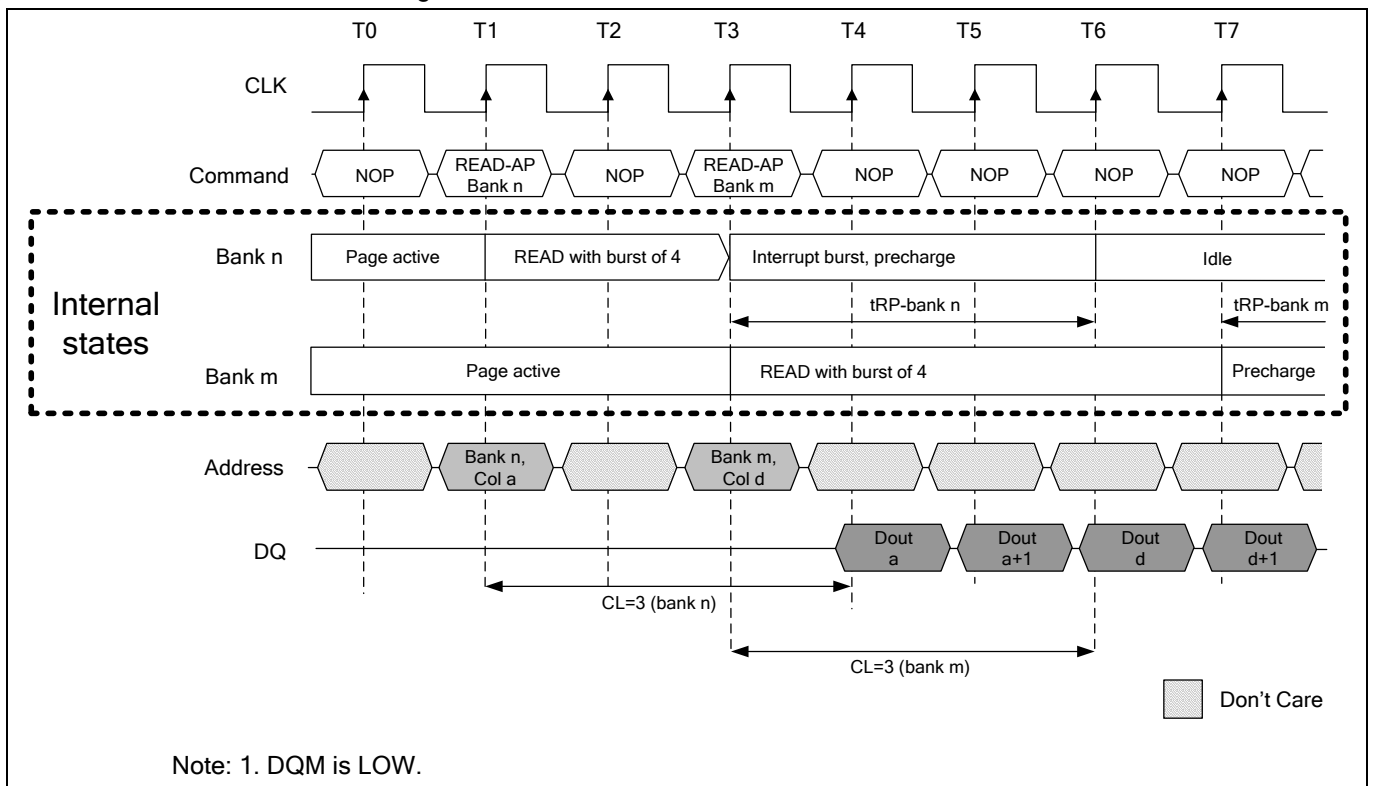 T0 T1 T2 T3 T4 T5 T6 T7
CLK
Command NOP READ-AP Bank n NOP READ-AP Bank m NOP NOP NOP NOP
Internal states
Bank n Page active READ with burst of 4 Interrupt burst, precharge Idle
tRP-bank n tRP-bank m
Bank m Page active READ with burst of 4 Precharge
Address Bank n, Col a Bank m, Col d
DQ Dout a Dout a+1 Dout d Dout d+1
CL=3 (bank n)
CL=3 (bank m)
Don't Care
Note: 1. DQM is LOW.